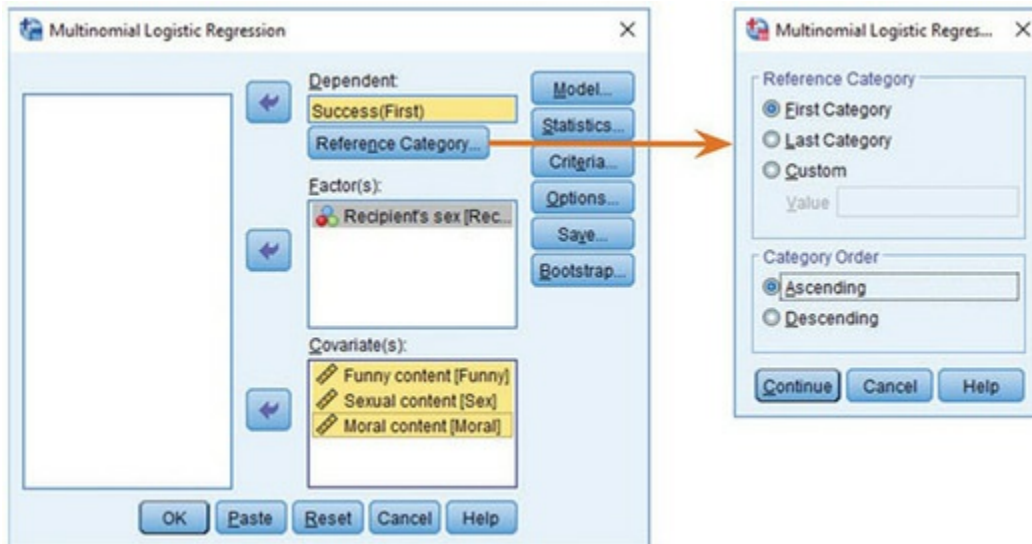 Multinomial Logistic Regression
Dependent:
Success(First)
Reference Category...
Factor(s):
Recipient's sex [Rec...
Covariate(s):
Funny content [Funny]
Sexual content [Sex]
Moral content [Moral]
Model...
Statistics...
Criteria...
Options...
Save...
Bootstrap...
OK
Paste
Reset
Cancel
Help
Multinomial Logistic Regres...
Reference Category
First Category
Last Category
Custom
Value
Category Order
Ascending
Descending
Continue
Cancel
Help